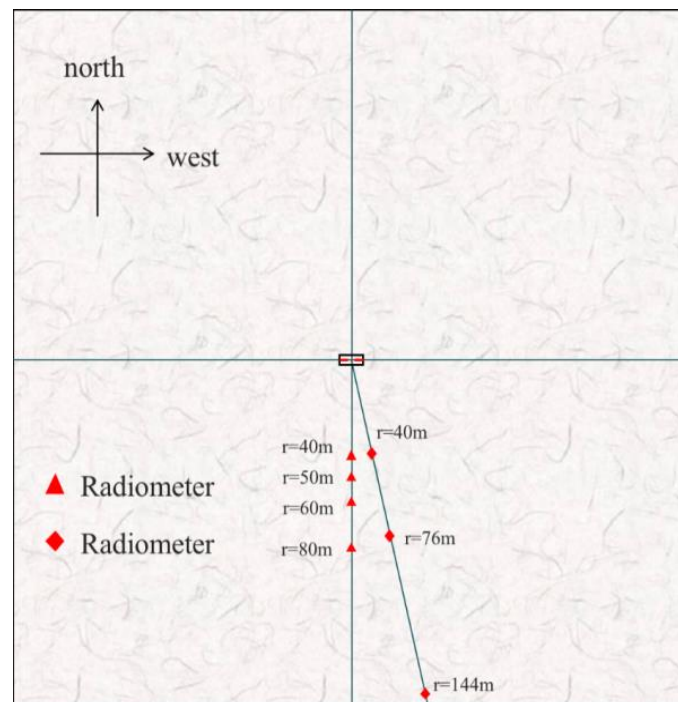 north
west
r=40m
r=40m
r=50m
r=60m
r=76m
r=80m
r=144m
Radiometer
Radiometer